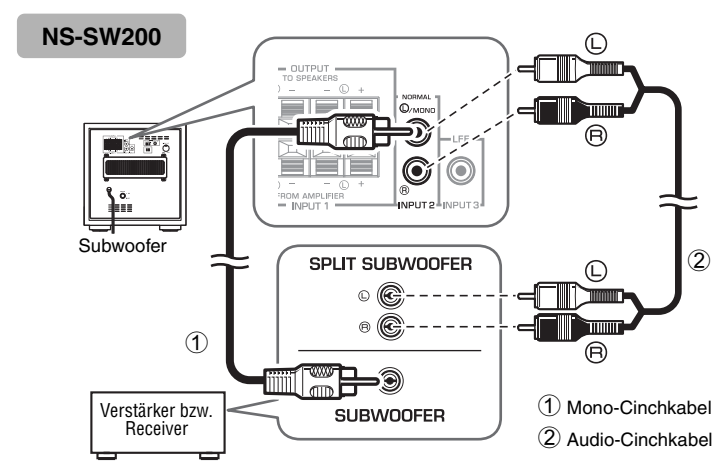 NS-SW200
OUTPUT
TO SPEAKERS
– – Ⓛ +
NORMAL
Ⓛ/MONO
LFE
– – Ⓛ +
Ⓡ
FROM AMPLIFIER
INPUT 1
INPUT 2
INPUT 3
Ⓛ
Ⓡ
Subwoofer
SPLIT SUBWOOFER
Ⓛ
Ⓡ
Ⓛ
Ⓡ
②
①
SUBWOOFER
Verstärker bzw.
Receiver
① Mono-Cinchkabel
② Audio-Cinchkabel